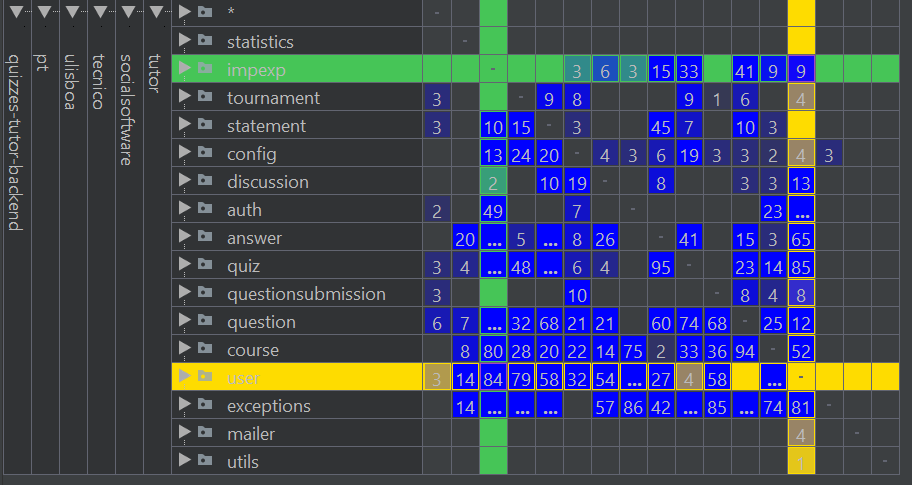 quizzes-tutor-backend
pt
ulisboa
tecnico
socialsoftware
tutor
* -
statistics -
impexp - 3 6 3 15 33 41 9 9
tournament 3 - 9 8 9 1 6 4
statement 3 10 15 - 3 45 7 10 3
config 13 24 20 - 4 3 6 19 3 3 2 4 3
discussion 2 10 19 - 8 3 3 13
auth 2 49 7 - 23 ...
answer 20 ... 5 ... 8 26 - 41 15 3 65
quiz 3 4 ... 48 ... 6 4 95 - 23 14 85
questionsubmission 3 10 - 8 4 8
question 6 7 ... 32 68 21 21 60 74 68 - 25 12
course 8 80 28 20 22 14 75 2 33 36 94 - 52
user 3 14 84 79 58 32 54 ... 27 4 58 ... -
exceptions 14 ... ... ... 57 86 42 ... 85 ... 74 81 -
mailer 4 -
utils 1 -